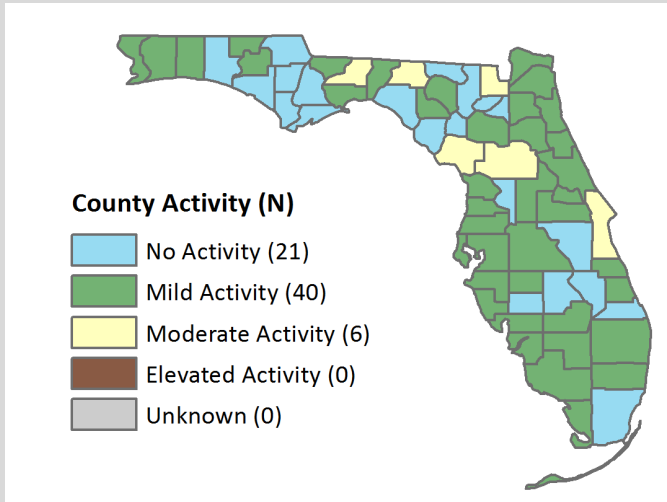 County Activity (N)
No Activity (21)
Mild Activity (40)
Moderate Activity (6)
Elevated Activity (0)
Unknown (0)